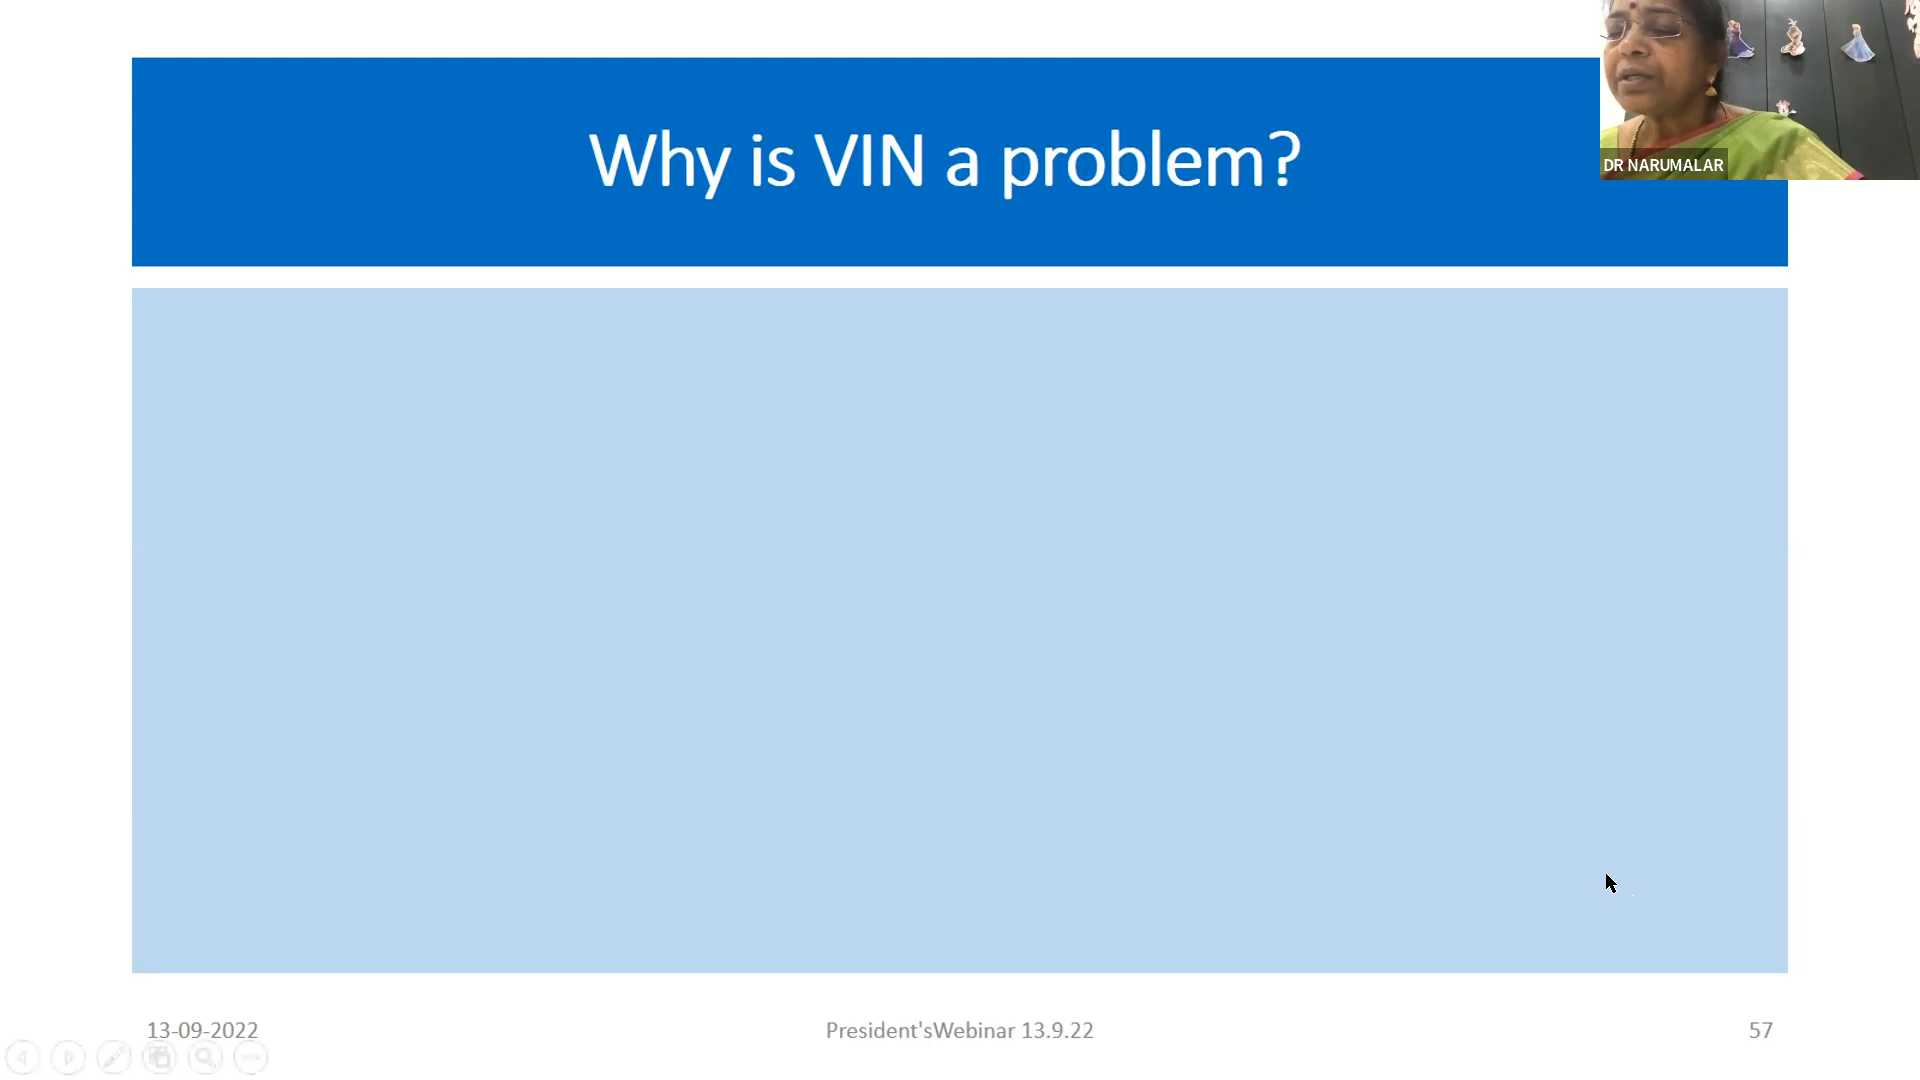 Why is VIN a problem?
DR NARUMALAR
13-09-2022
President'sWebinar 13.9.22
57